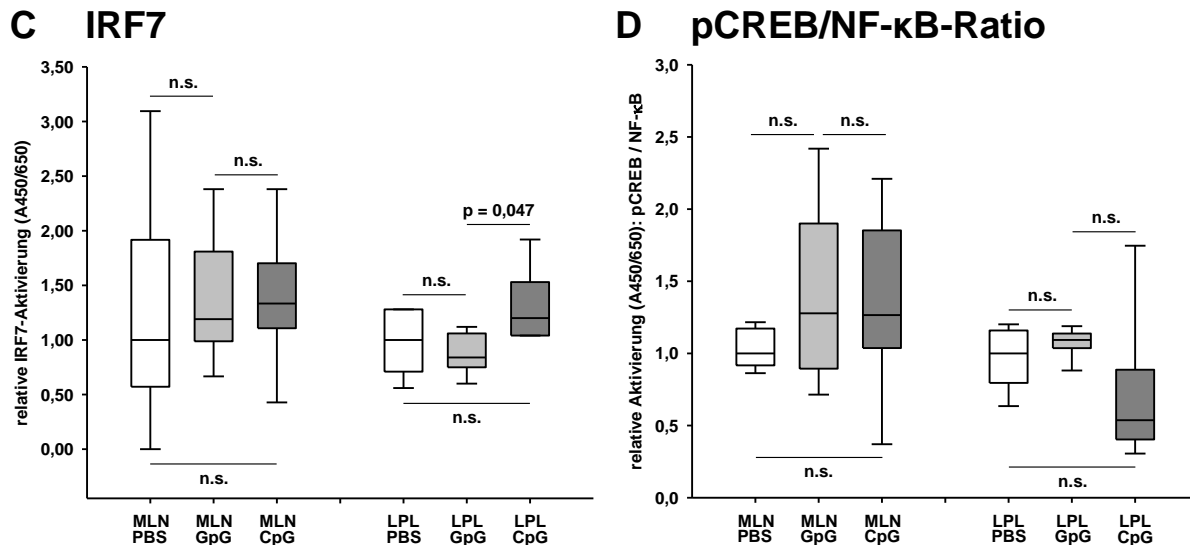 C IRF7
relative IRF7-Aktivierung (A450/650)
3,50
3,00
2,50
2,00
1,50
1,00
0,50
0,00
n.s.
n.s.
p = 0,047
n.s.
n.s.
n.s.
MLN MLN MLN LPL LPL LPL
PBS GpG CpG PBS GpG CpG
D pCREB/NF-κB-Ratio
relative Aktivierung (A450/650): pCREB / NF-κB
3,0
2,5
2,0
1,5
1,0
0,5
0,0
n.s.
n.s.
n.s.
n.s.
n.s.
n.s.
MLN MLN MLN LPL LPL LPL
PBS GpG CpG PBS GpG CpG